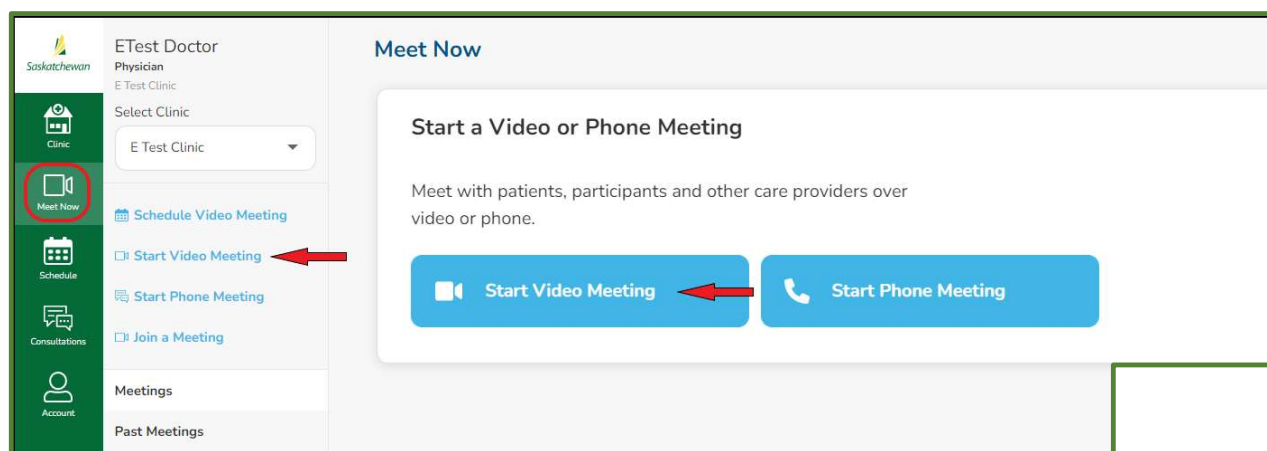 Saskatchewan
Clinic
Meet Now
Schedule
Consultations
Account
ETest Doctor
Physician
E Test Clinic
Select Clinic
E Test Clinic
Schedule Video Meeting
Start Video Meeting
Start Phone Meeting
Join a Meeting
Meetings
Past Meetings
Meet Now
Start a Video or Phone Meeting
Meet with patients, participants and other care providers over
video or phone.
Start Video Meeting
Start Phone Meeting